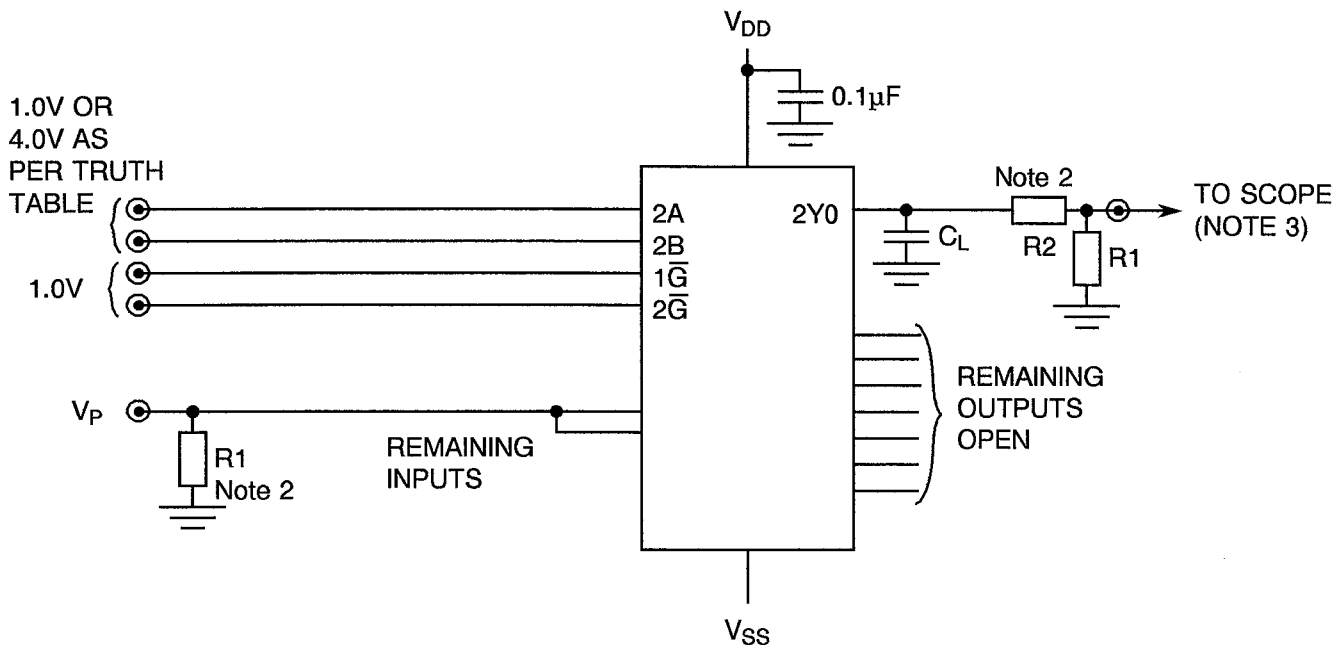 V_DD
0.1µF
1.0V OR
4.0V AS
PER TRUTH
TABLE
2A
2B
1G̅
2G̅
1.0V
2Y0
C_L
Note 2
R2
R1
TO SCOPE
(NOTE 3)
V_P
R1
Note 2
REMAINING
INPUTS
REMAINING
OUTPUTS
OPEN
V_SS